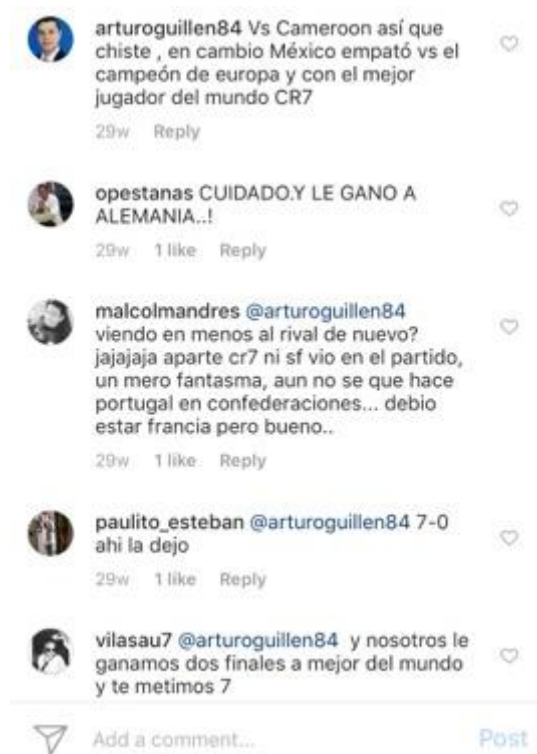 arturoguillen84 Vs Cameroon así que
chiste , en cambio México empató vs el
campeón de europa y con el mejor
jugador del mundo CR7
29w Reply
opestanas CUIDADO.Y LE GANO A
ALEMANIA..!
29w 1 like Reply
malcolmandres @arturoguillen84
viendo en menos al rival de nuevo?
jajajaja aparte cr7 ni sf vio en el partido,
un mero fantasma, aun no se que hace
portugal en confederaciones... debio
estar francia pero bueno..
29w 1 like Reply
paulito_esteban @arturoguillen84 7-0
ahi la dejo
29w 1 like Reply
vilasau7 @arturoguillen84 y nosotros le
ganamos dos finales a mejor del mundo
y te metimos 7
Add a comment... Post